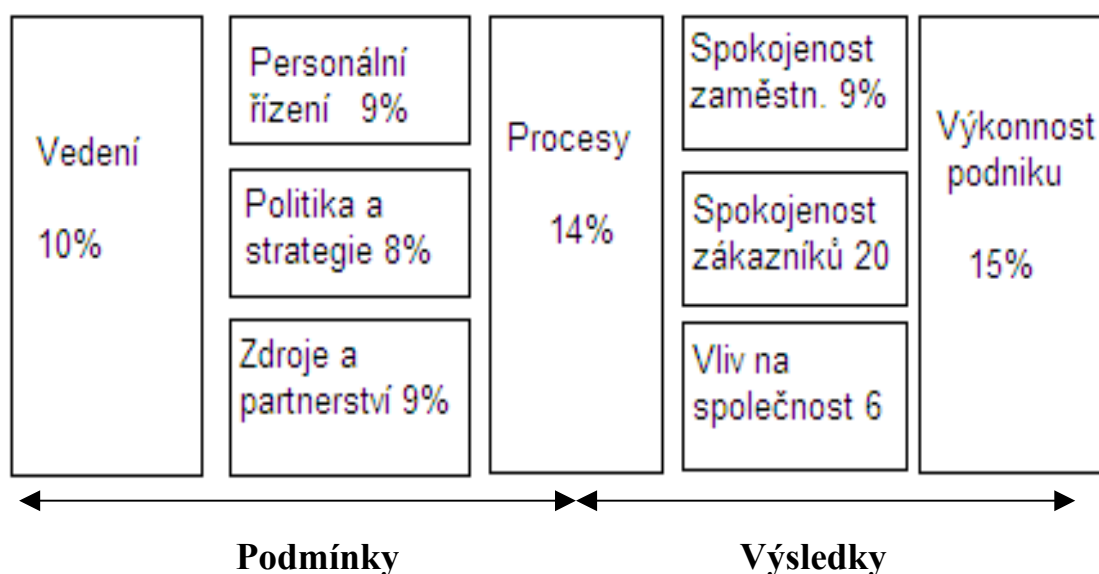 Vedení
10%
Personální
řízení 9%
Politika a
strategie 8%
Zdroje a
partnerství 9%
Procesy
14%
Spokojenost
zaměstn. 9%
Spokojenost
zákazníků 20
Vliv na
společnost 6
Výkonnost
podniku
15%
Podmínky
Výsledky